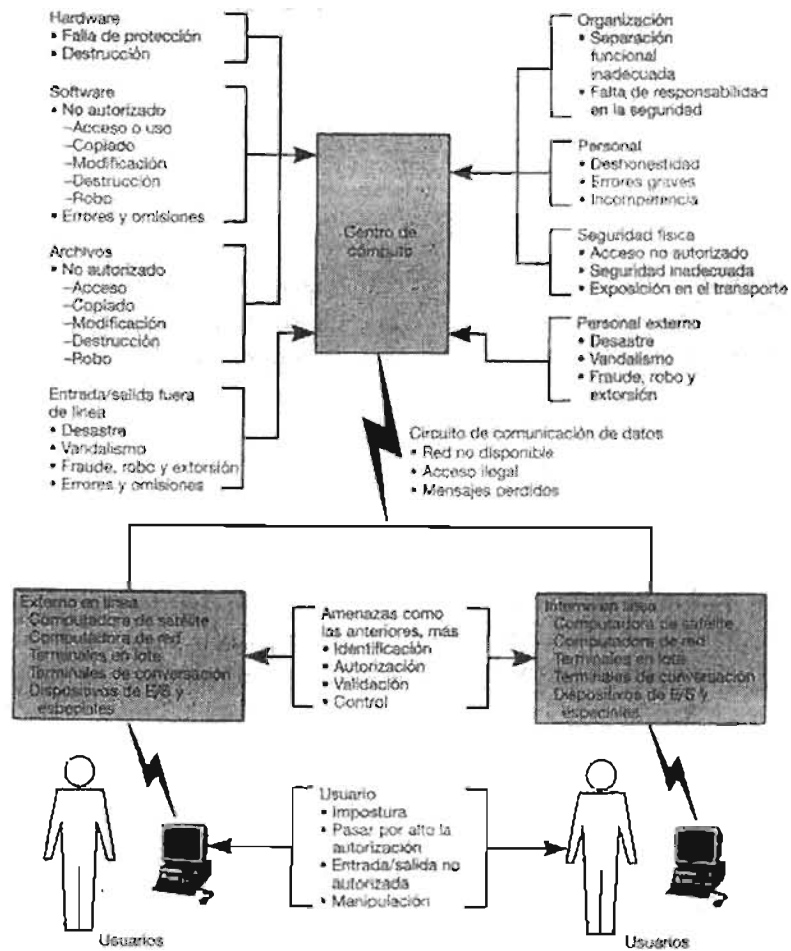 Hardware
• Falla de protección
• Destrucción
Software
• No autorizado
–Acceso o uso
–Copiado
–Modificación
–Destrucción
–Robo
• Errores y omisiones
Archivos
• No autorizado
–Acceso
–Copiado
–Modificación
–Destrucción
–Robo
Entrada/salida fuera
de línea
• Desastre
• Vandalismo
• Fraude, robo y extorsión
• Errores y omisiones
Centro de
cómputo
Organización
• Separación
funcional
inadecuada
• Falta de responsabilidad
en la seguridad
Personal
• Deshonestidad
• Errores graves
• Incompetencia
Seguridad física
• Acceso no autorizado
• Seguridad inadecuada
• Exposición en el transporte
Personal externo
• Desastre
• Vandalismo
• Fraude, robo y
extorsión
Circuito de comunicación de datos
• Red no disponible
• Acceso ilegal
• Mensajes perdidos
Externo en línea
Computadora de satélite
Computadora de red
Terminales en lote
Terminales de conversación
Dispositivos de E/S y
especiales
Amenazas como
las anteriores, más
• Identificación
• Autorización
• Validación
• Control
Interno en línea
Computadora de satélite
Computadora de red
Terminales en lote
Terminales de conversación
Dispositivos de E/S y
especiales
Usuario
• Impostura
• Pasar por alto la
autorización
• Entrada/salida no
autorizada
• Manipulación
Usuarios
Usuarios